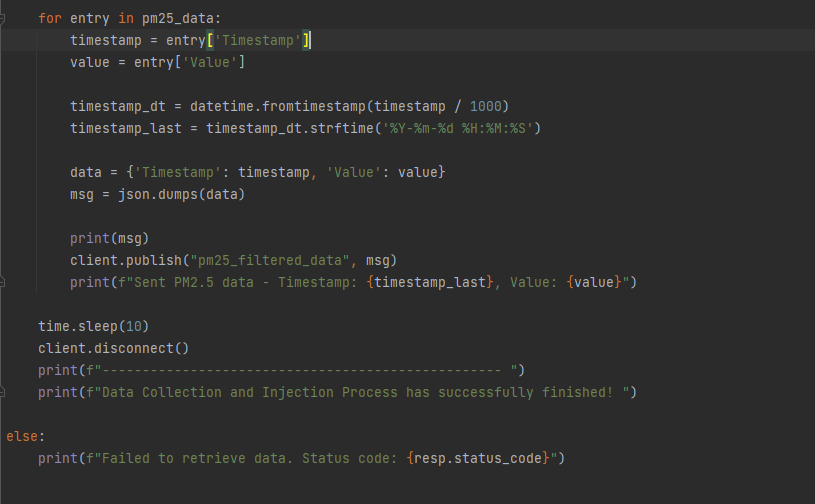 for entry in pm25_data:
timestamp = entry['Timestamp']
value = entry['Value']
timestamp_dt = datetime.fromtimestamp(timestamp / 1000)
timestamp_last = timestamp_dt.strftime('%Y-%m-%d %H:%M:%S')
data = {'Timestamp': timestamp, 'Value': value}
msg = json.dumps(data)
print(msg)
client.publish("pm25_filtered_data", msg)
print(f"Sent PM2.5 data - Timestamp: {timestamp_last}, Value: {value}")
time.sleep(10)
client.disconnect()
print(f"-------------------------------------------------- ")
print(f"Data Collection and Injection Process has successfully finished! ")
else:
print(f"Failed to retrieve data. Status code: {resp.status_code}")